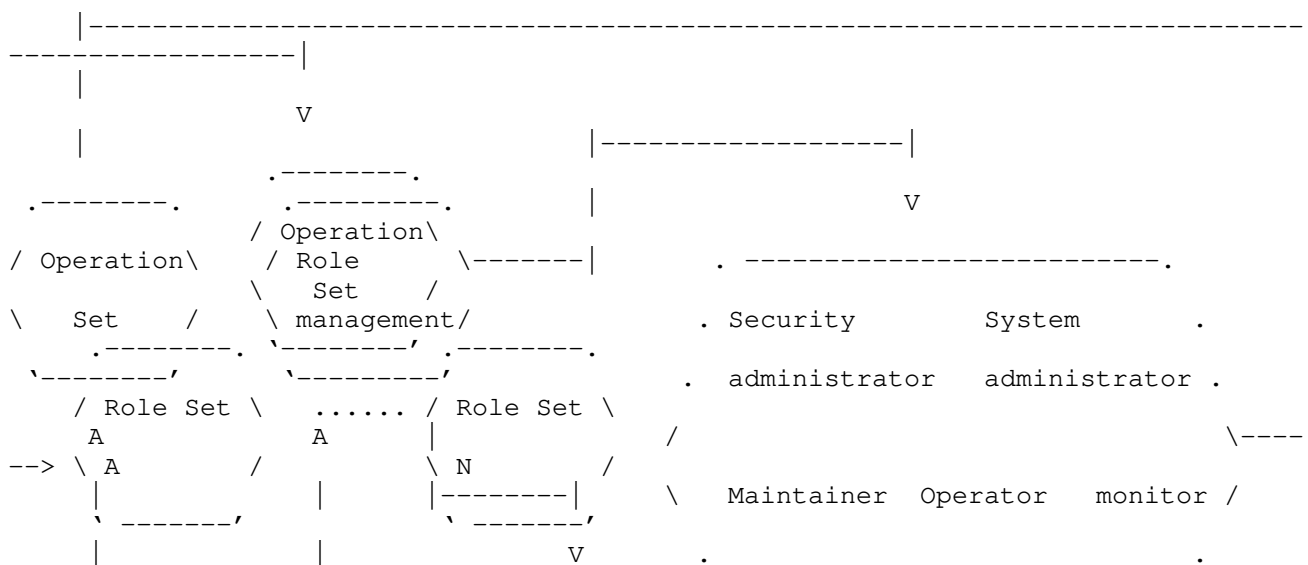 |----------------------------------------------------------------------------
------------------|
|
V
| |-------------------|
.--------.
.--------. .---------. | V
/ Operation\
/ Operation\ / Role \-------| . --------------------------.
\ Set /
\ Set / \ management/ . Security System .
.--------. `--------' .--------.
`--------' `---------' . administrator administrator .
/ Role Set \ ...... / Role Set \
A A | / \----
--> \ A / \ N /
| | |--------| \ Maintainer Operator monitor /
` -------' ` -------'
| | V . .